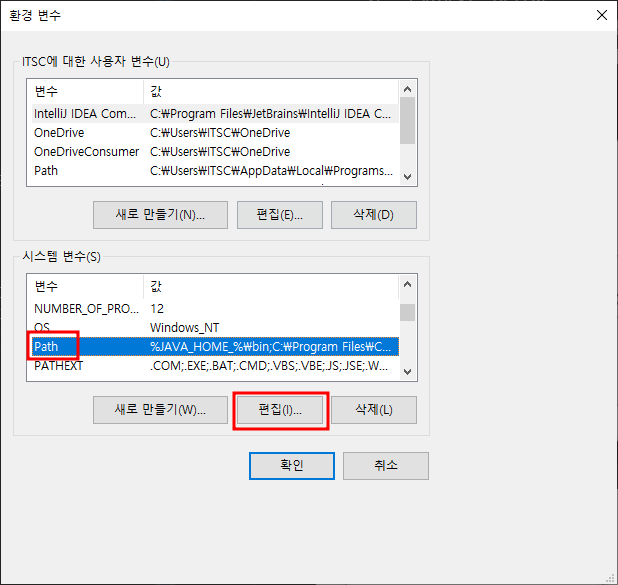 환경 변수
ITSC에 대한 사용자 변수(U)
변수 값
IntelliJ IDEA Com... C:₩Program Files₩JetBrains₩IntelliJ IDEA C...
OneDrive C:₩Users₩ITSC₩OneDrive
OneDriveConsumer C:₩Users₩ITSC₩OneDrive
Path C:₩Users₩ITSC₩AppData₩Local₩Programs...
새로 만들기(N)... 편집(E)... 삭제(D)
시스템 변수(S)
변수 값
NUMBER_OF_PRO... 12
OS Windows_NT
Path %JAVA_HOME_%₩bin;C:₩Program Files₩C...
PATHEXT .COM;.EXE;.BAT;.CMD;.VBS;.VBE;.JS;.JSE;.W...
새로 만들기(W)... 편집(I)... 삭제(L)
확인 취소